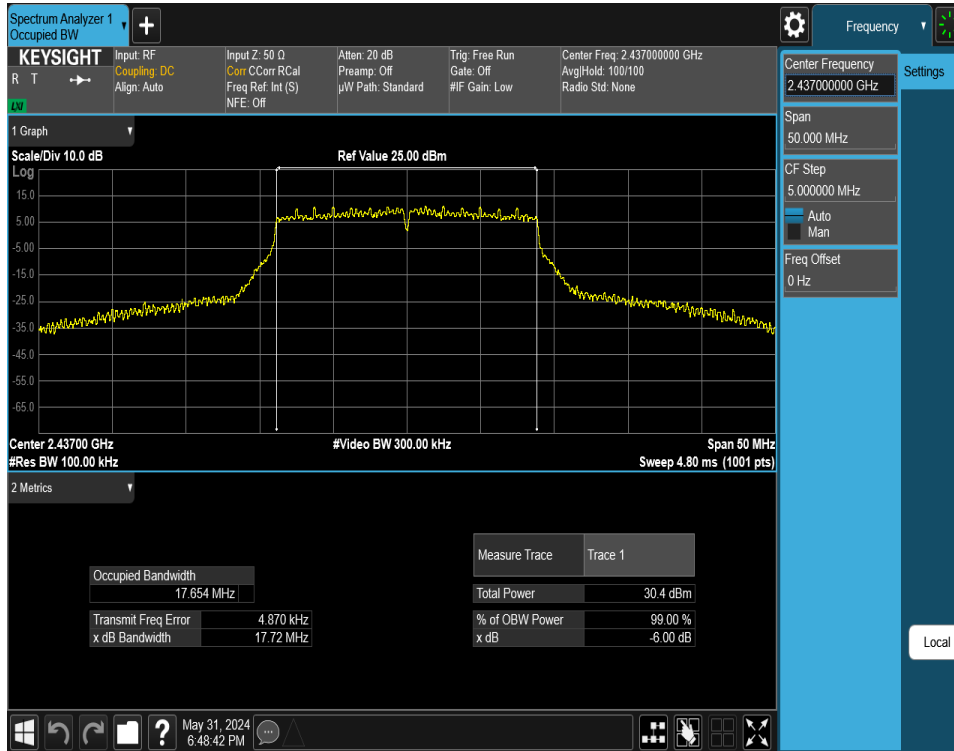 Spectrum Analyzer 1
Occupied BW
+
Frequency
KEYSIGHT
R T
LXI
Input: RF
Coupling: DC
Align: Auto
Input Z: 50 Ω
Corr CCorr RCal
Freq Ref: Int (S)
NFE: Off
Atten: 20 dB
Preamp: Off
µW Path: Standard
Trig: Free Run
Gate: Off
#IF Gain: Low
Center Freq: 2.437000000 GHz
Avg|Hold: 100/100
Radio Std: None
Center Frequency
2.437000000 GHz
Settings
Span
50.000 MHz
CF Step
5.000000 MHz
Auto
Man
Freq Offset
0 Hz
1 Graph
Scale/Div 10.0 dB
Ref Value 25.00 dBm
Log
15.0
5.00
-5.00
-15.0
-25.0
-35.0
-45.0
-55.0
-65.0
Center 2.43700 GHz
#Video BW 300.00 kHz
Span 50 MHz
#Res BW 100.00 kHz
Sweep 4.80 ms (1001 pts)
2 Metrics
Measure Trace Trace 1
Occupied Bandwidth
17.654 MHz
Total Power 30.4 dBm
Transmit Freq Error 4.870 kHz
% of OBW Power 99.00 %
x dB Bandwidth 17.72 MHz
x dB -6.00 dB
Local
?
May 31, 2024
6:48:42 PM